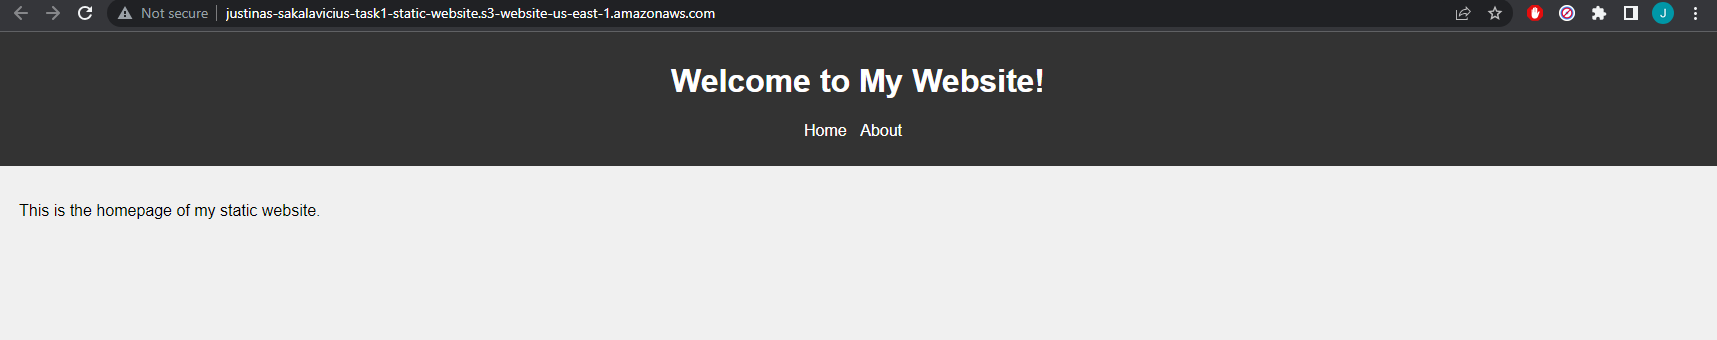 Not secure justinas-sakalavicius-task1-static-website.s3-website-us-east-1.amazonaws.com J
Welcome to My Website!
Home About
This is the homepage of my static website.